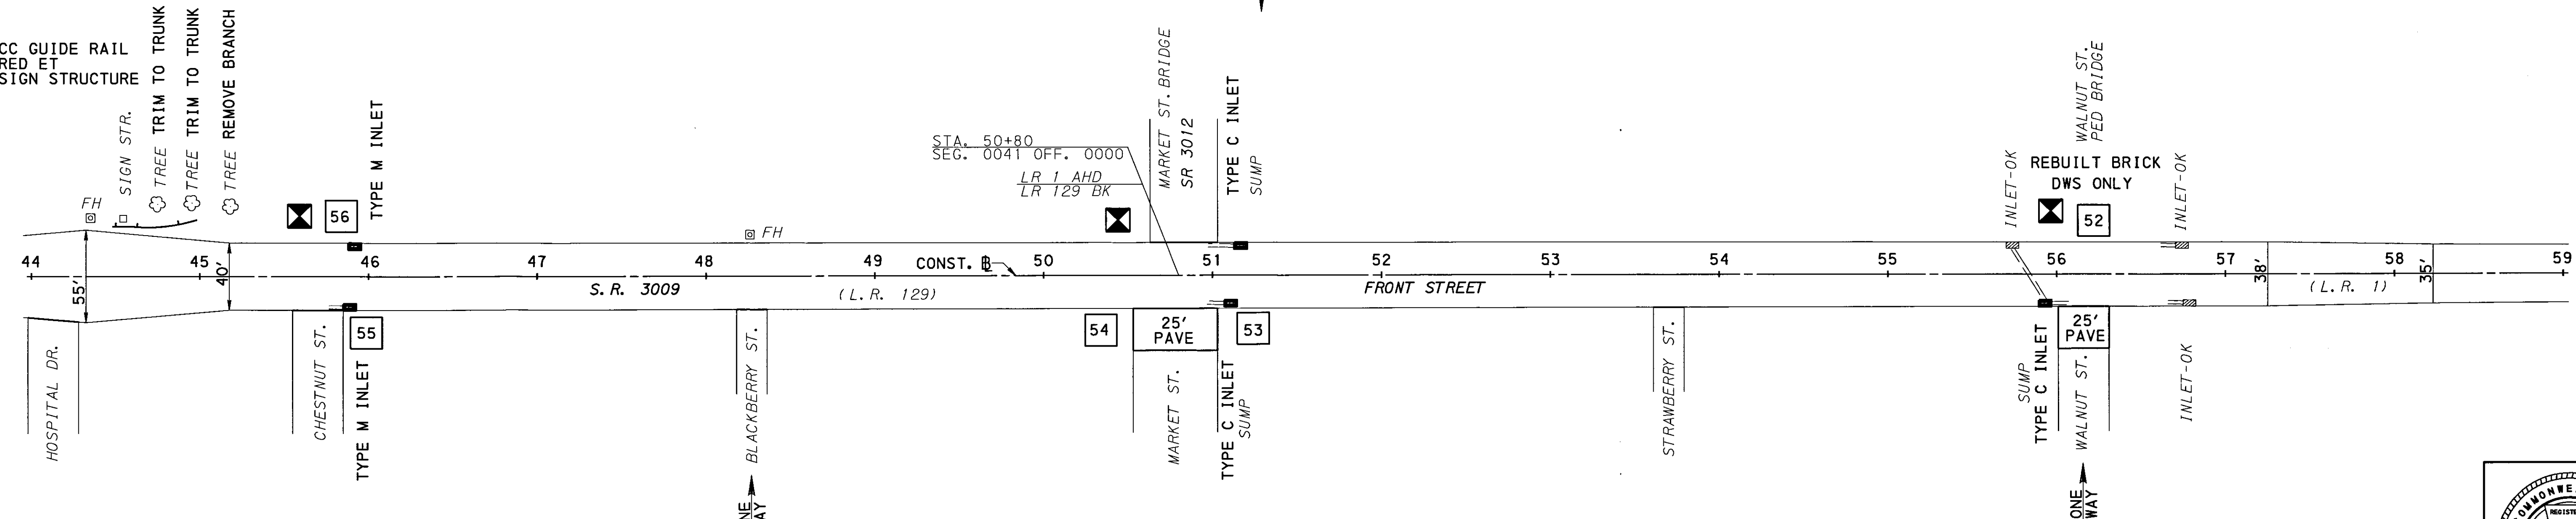 CC GUIDE RAIL
RED ET
SIGN STRUCTURE
FH
SIGN STR.
TREE TRIM TO TRUNK
TREE TRIM TO TRUNK
TREE REMOVE BRANCH
56
TYPE M INLET
FH
STA. 50+80
SEG. 0041 OFF. 0000
LR 1 AHD
LR 129 BK
MARKET ST. BRIDGE
SR 3012
TYPE C INLET
SUMP
INLET-OK
REBUILT BRICK
DWS ONLY
WALNUT ST.
PED BRIDGE
52
INLET-OK
44
45
46
47
48
49
CONST. BL
50
51
52
53
54
55
56
57
58
59
55'
40'
S.R. 3009
(L.R. 129)
FRONT STREET
38'
(L.R. 1)
35'
HOSPITAL DR.
CHESTNUT ST.
55
TYPE M INLET
BLACKBERRY ST.
54
25'
PAVE
53
MARKET ST.
TYPE C INLET
SUMP
STRAWBERRY ST.
SUMP
TYPE C INLET
25'
PAVE
WALNUT ST.
INLET-OK
ONE
WAY
COMMONWE
REGISTE